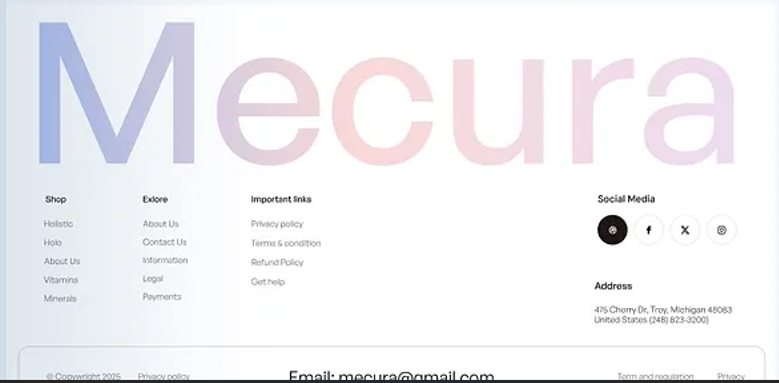 Mecura
Shop
Holistic
Holo
About Us
Vitamins
Minerals
Exlore
About Us
Contact Us
Information
Legal
Payments
Important links
Privacy policy
Terms & condition
Refund Policy
Get help
Social Media
Address
475 Cherry Dr, Troy, Michigan 48083
United States (248) 823-3200)
© Copywright 2025
Privacy policy
Email: mecura@gmail.com
Term and regulation
Privacy